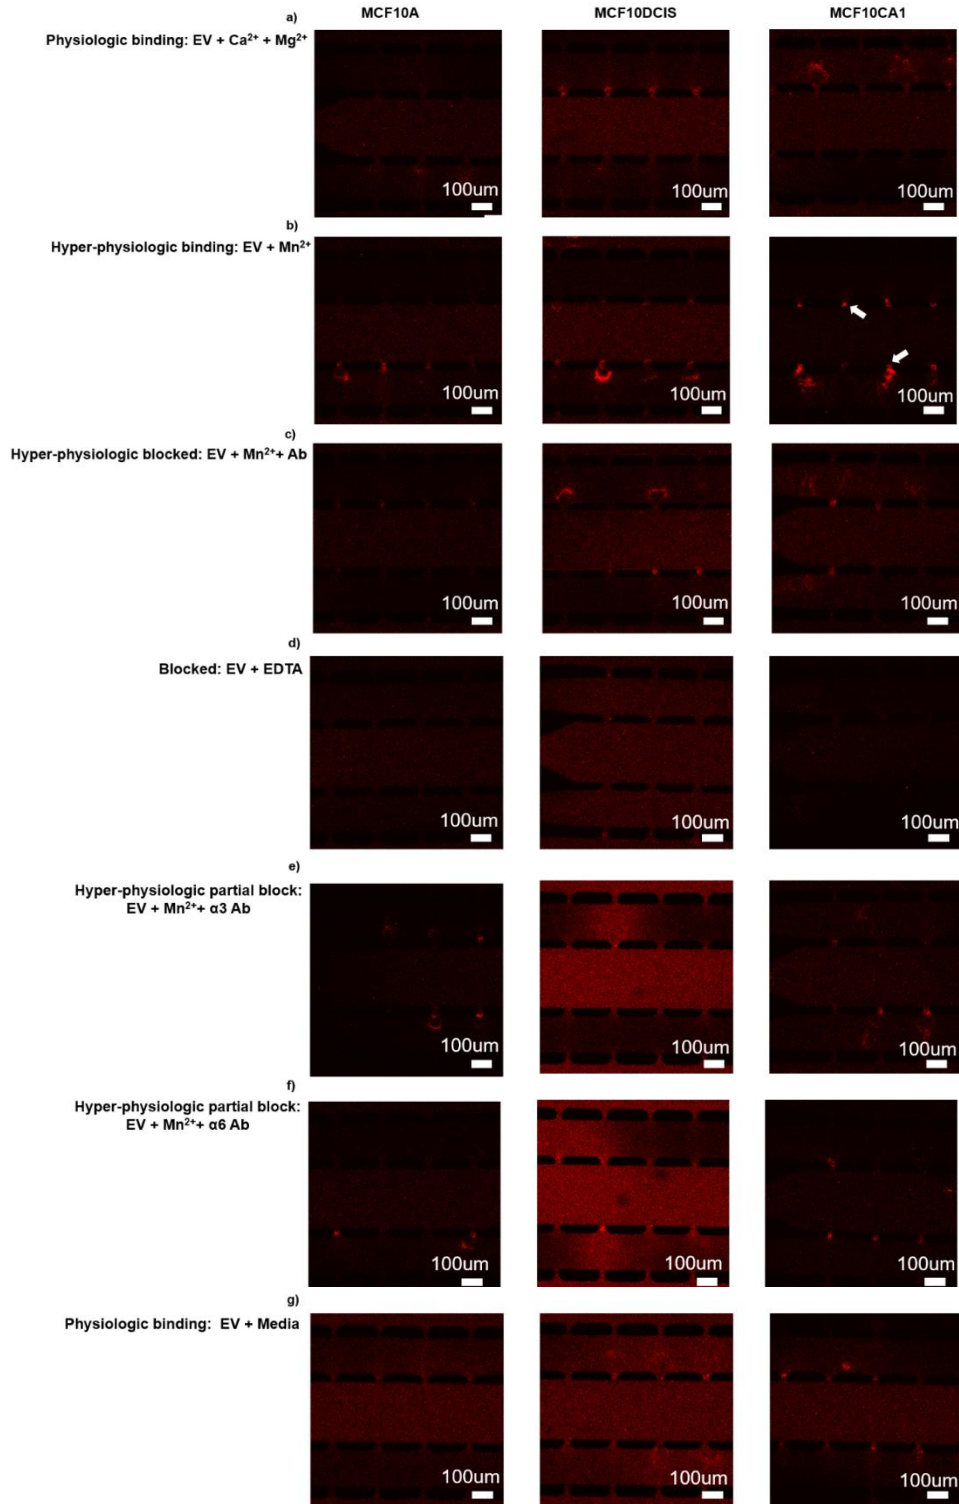 a)
MCF10A MCF10DCIS MCF10CA1
Physiologic binding: EV + Ca²⁺ + Mg²⁺
100um 100um 100um
b)
Hyper-physiologic binding: EV + Mn²⁺
100um 100um 100um
c)
Hyper-physiologic blocked: EV + Mn²⁺+ Ab
100um 100um 100um
d)
Blocked: EV + EDTA
100um 100um 100um
e)
Hyper-physiologic partial block:
EV + Mn²⁺+ α3 Ab
100um 100um 100um
f)
Hyper-physiologic partial block:
EV + Mn²⁺+ α6 Ab
100um 100um 100um
g)
Physiologic binding: EV + Media
100um 100um 100um